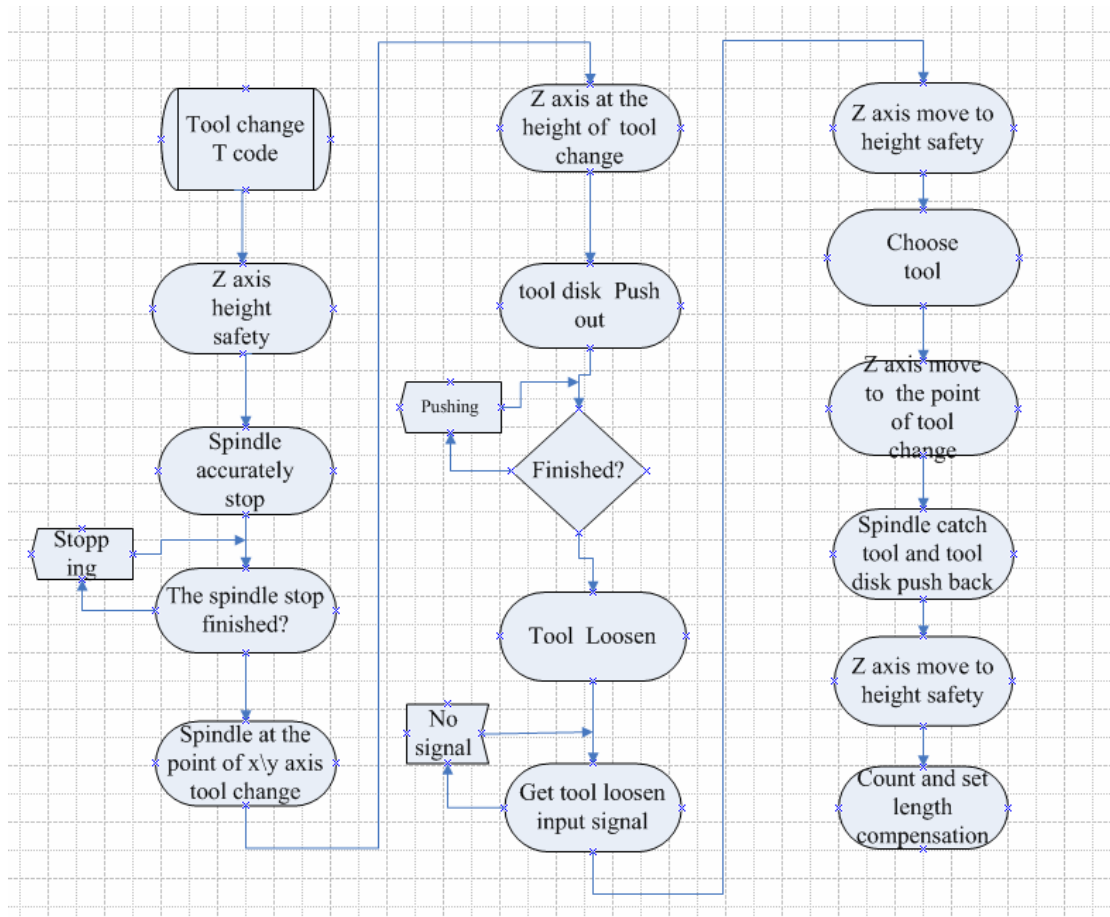 Tool change
T code
Z axis
height
safety
Spindle
accurately
stop
Stopp
ing
The spindle stop
finished?
Spindle at the
point of x\y axis
tool change
Z axis at the
height of tool
change
tool disk Push
out
Pushing
Finished?
Tool Loosen
No
signal
Get tool loosen
input signal
Z axis move to
height safety
Choose
tool
Z axis move
to the point
of tool
change
Spindle catch
tool and tool
disk push back
Z axis move to
height safety
Count and set
length
compensation